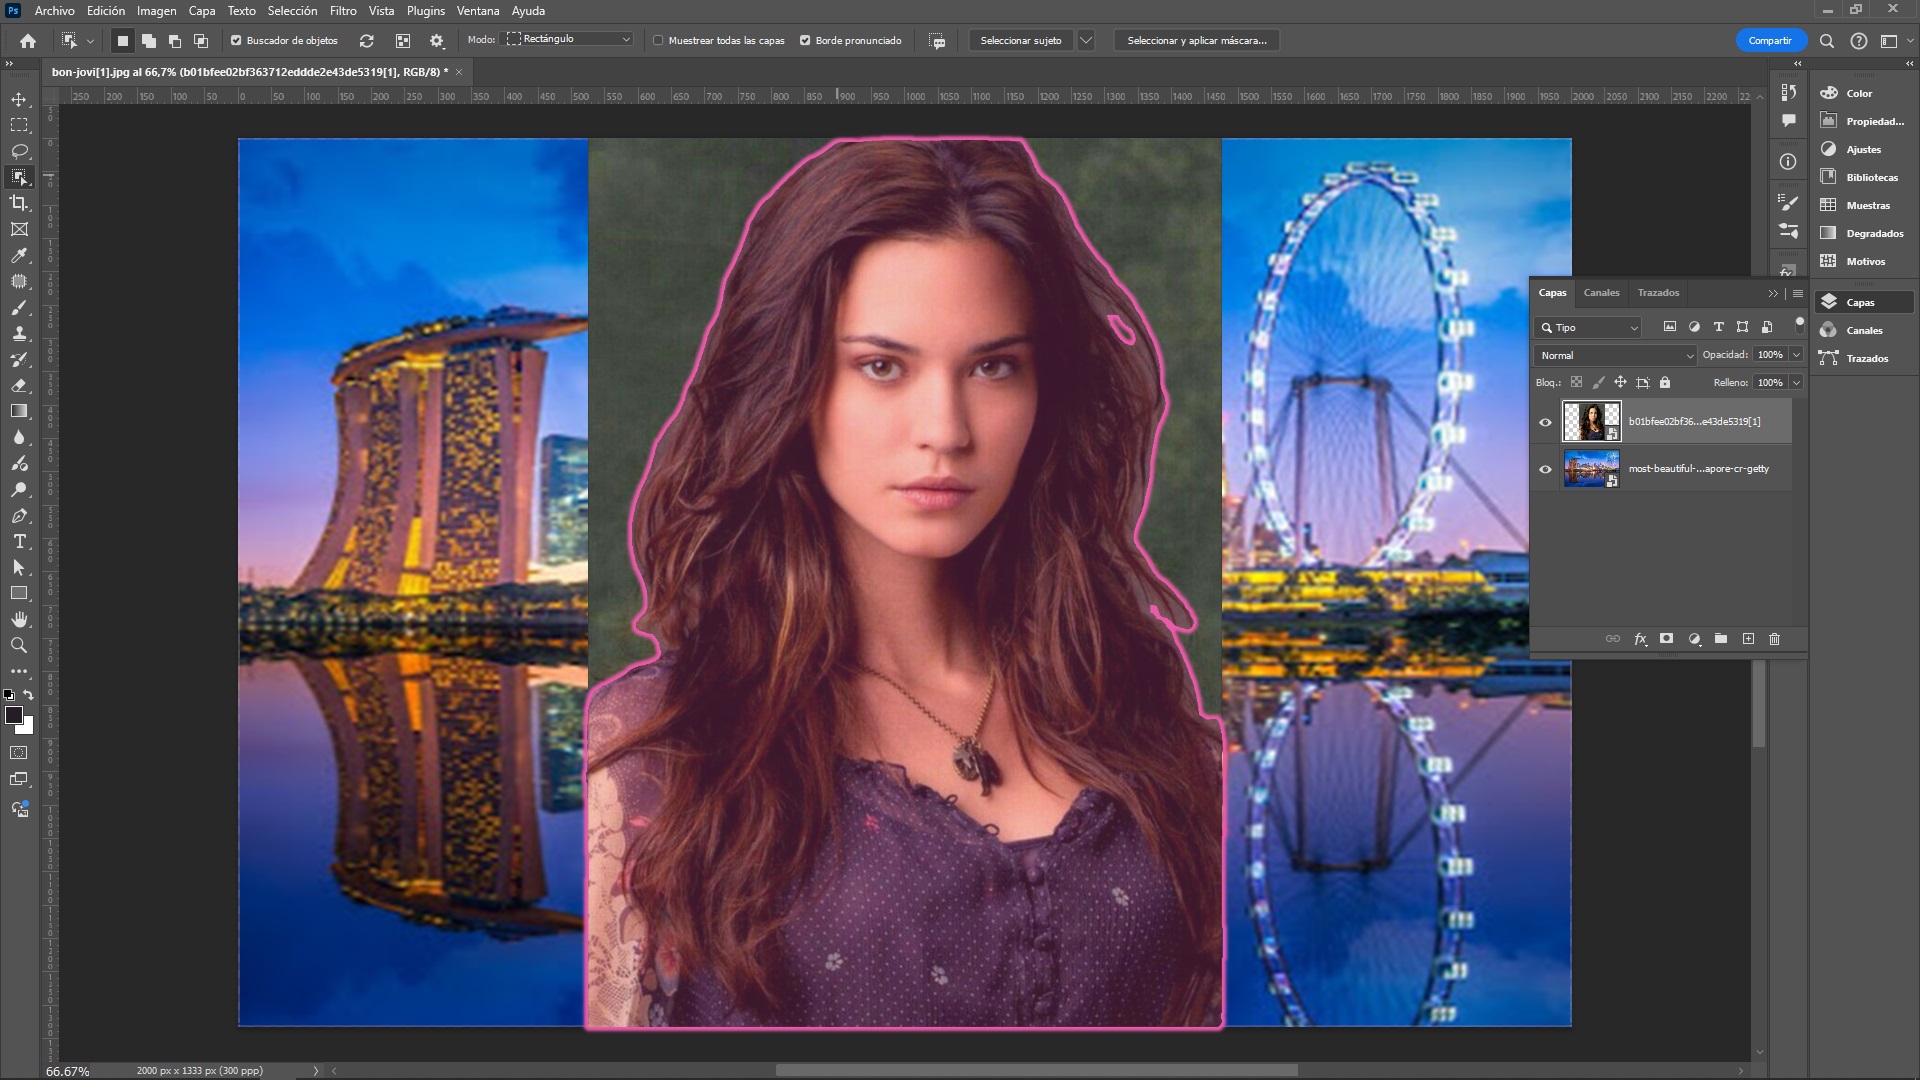 Ps Archivo Edición Imagen Capa Texto Selección Filtro Vista Plugins Ventana Ayuda
Buscador de objetos Modo: Rectángulo Muestrear todas las capas Borde pronunciado Seleccionar sujeto Seleccionar y aplicar máscara... Compartir
bon-jovi[1].jpg al 66,7% (b01bfee02bf363712eddde2e43de5319[1], RGB/8) * ×
250 200 150 100 50 0 50 100 150 200 250 300 350 400 450 500 550 600 650 700 750 800 850 900 950 1000 1050 1100 1150 1200 1250 1300 1350 1400 1450 1500 1550 1600 1650 1700 1750 1800 1850 1900 1950 2000 2050 2100 2150 2200 22
Color
Propiedad...
Ajustes
Bibliotecas
Muestras
Degradados
Motivos
Capas
Canales
Trazados
Capas Canales Trazados
Tipo
Normal Opacidad: 100%
Bloq.: Relleno: 100%
b01bfee02bf36...e43de5319[1]
most-beautiful-...apore-cr-getty
fx
66.67% 2000 px x 1333 px (300 ppp)